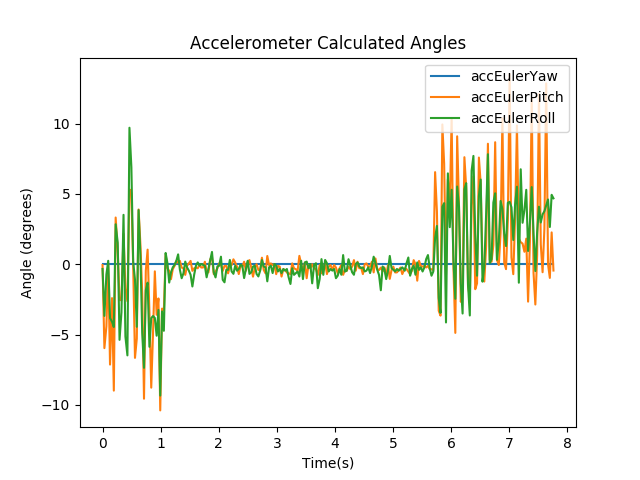 Accelerometer Calculated Angles
accEulerYaw
accEulerPitch
accEulerRoll
Angle (degrees)
10
5
0
−5
−10
0 1 2 3 4 5 6 7 8
Time(s)